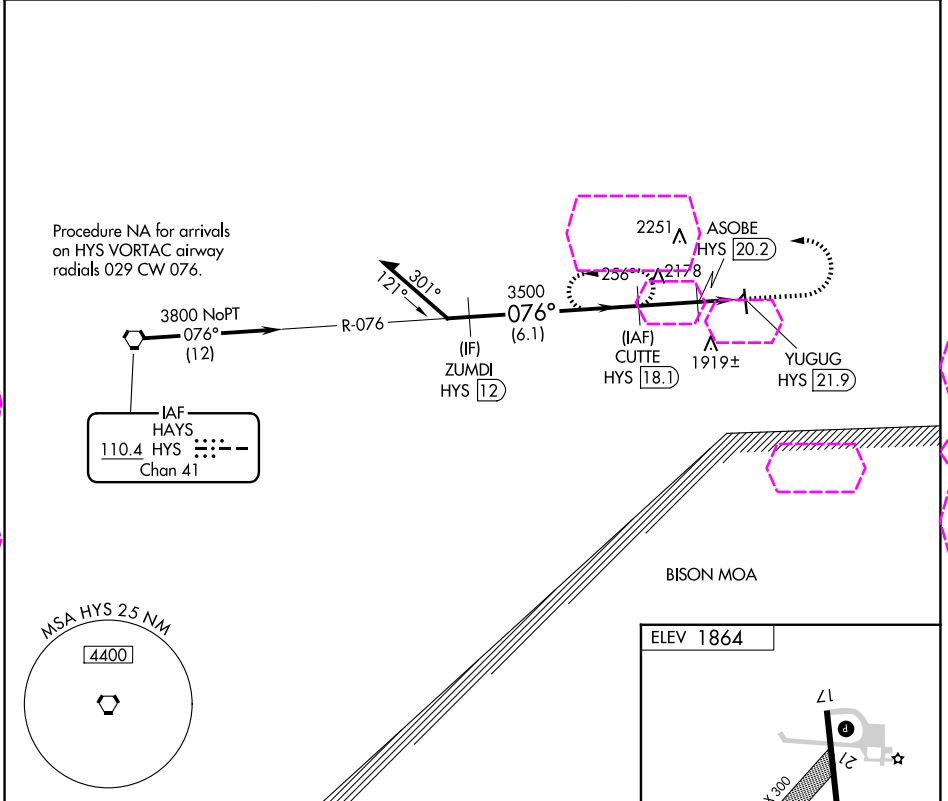 Procedure NA for arrivals
on HYS VORTAC airway
radials 029 CW 076.
2251
ASOBE
HYS 20.2
256°
2178
301°
121°
3500
076°
(6.1)
3800 NoPT
076°
(12)
R-076
(IF)
ZUMDI
HYS 12
(IAF)
CUTTE
HYS 18.1
1919±
YUGUG
HYS 21.9
IAF
HAYS
110.4 HYS
Chan 41
BISON MOA
MSA HYS 25 NM
4400
ELEV 1864
17
P
21
X 300